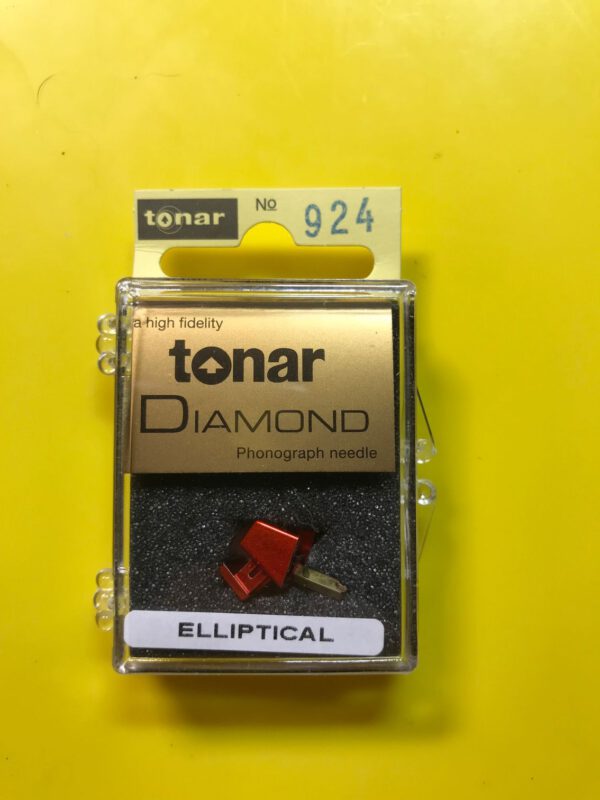 tonar No 924
a high fidelity
tonar
DIAMOND
Phonograph needle
ELLIPTICAL